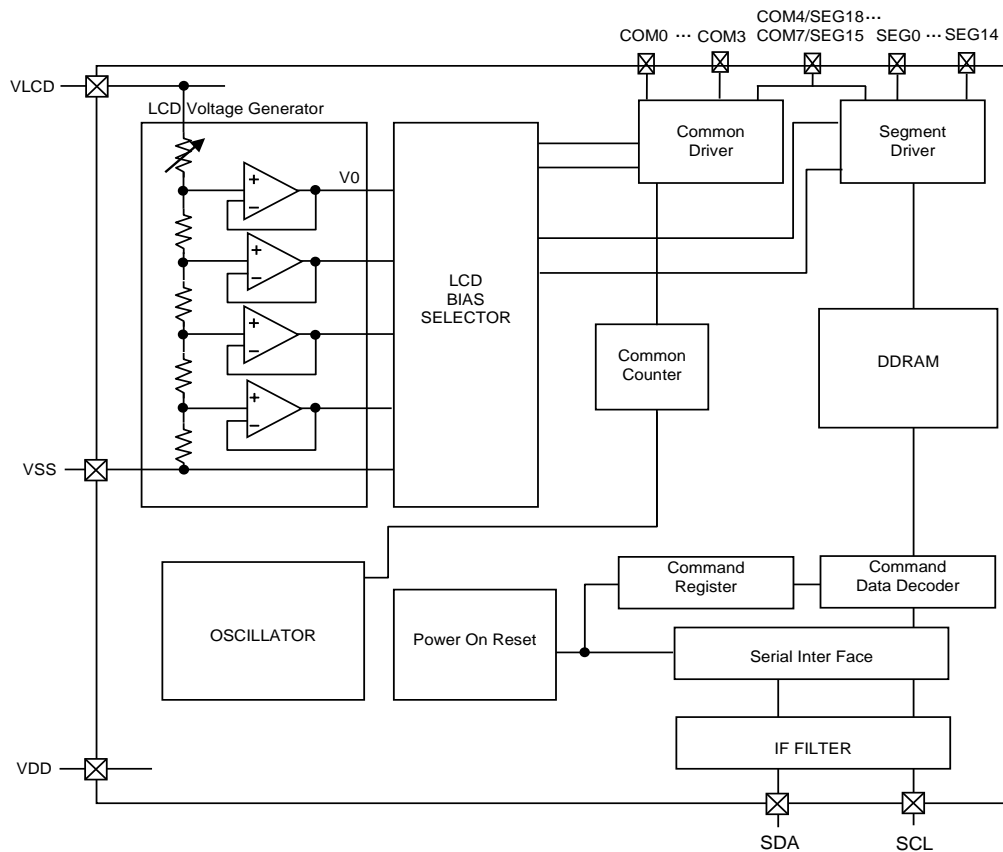 COM4/SEG18 ···
COM0 ··· COM3 COM7/SEG15 SEG0 ··· SEG14
VLCD
LCD Voltage Generator
Common
Driver
Segment
Driver
+
−
V0
+
−
+
−
+
−
LCD
BIAS
SELECTOR
Common
Counter
DDRAM
VSS
OSCILLATOR
Power On Reset
Command
Register
Command
Data Decoder
Serial Inter Face
IF FILTER
VDD
SDA
SCL